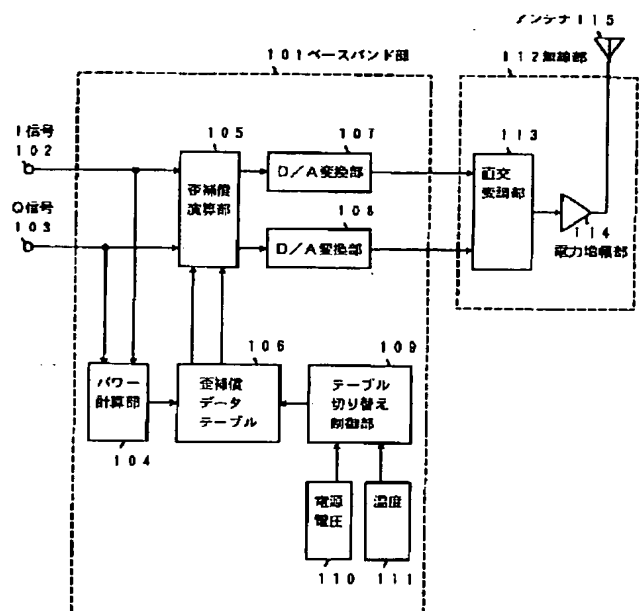 アンテナ115
101ベースバンド部
112無線部
I信号
102
105
107
113
歪補償
演算部
D/A変換部
直交
変調部
Q信号
103
108
D/A変換部
114
電力増幅部
106
109
パワー
計算部
歪補償
データ
テーブル
テーブル
切り替え
制御部
104
電源
電圧
温度
110
111